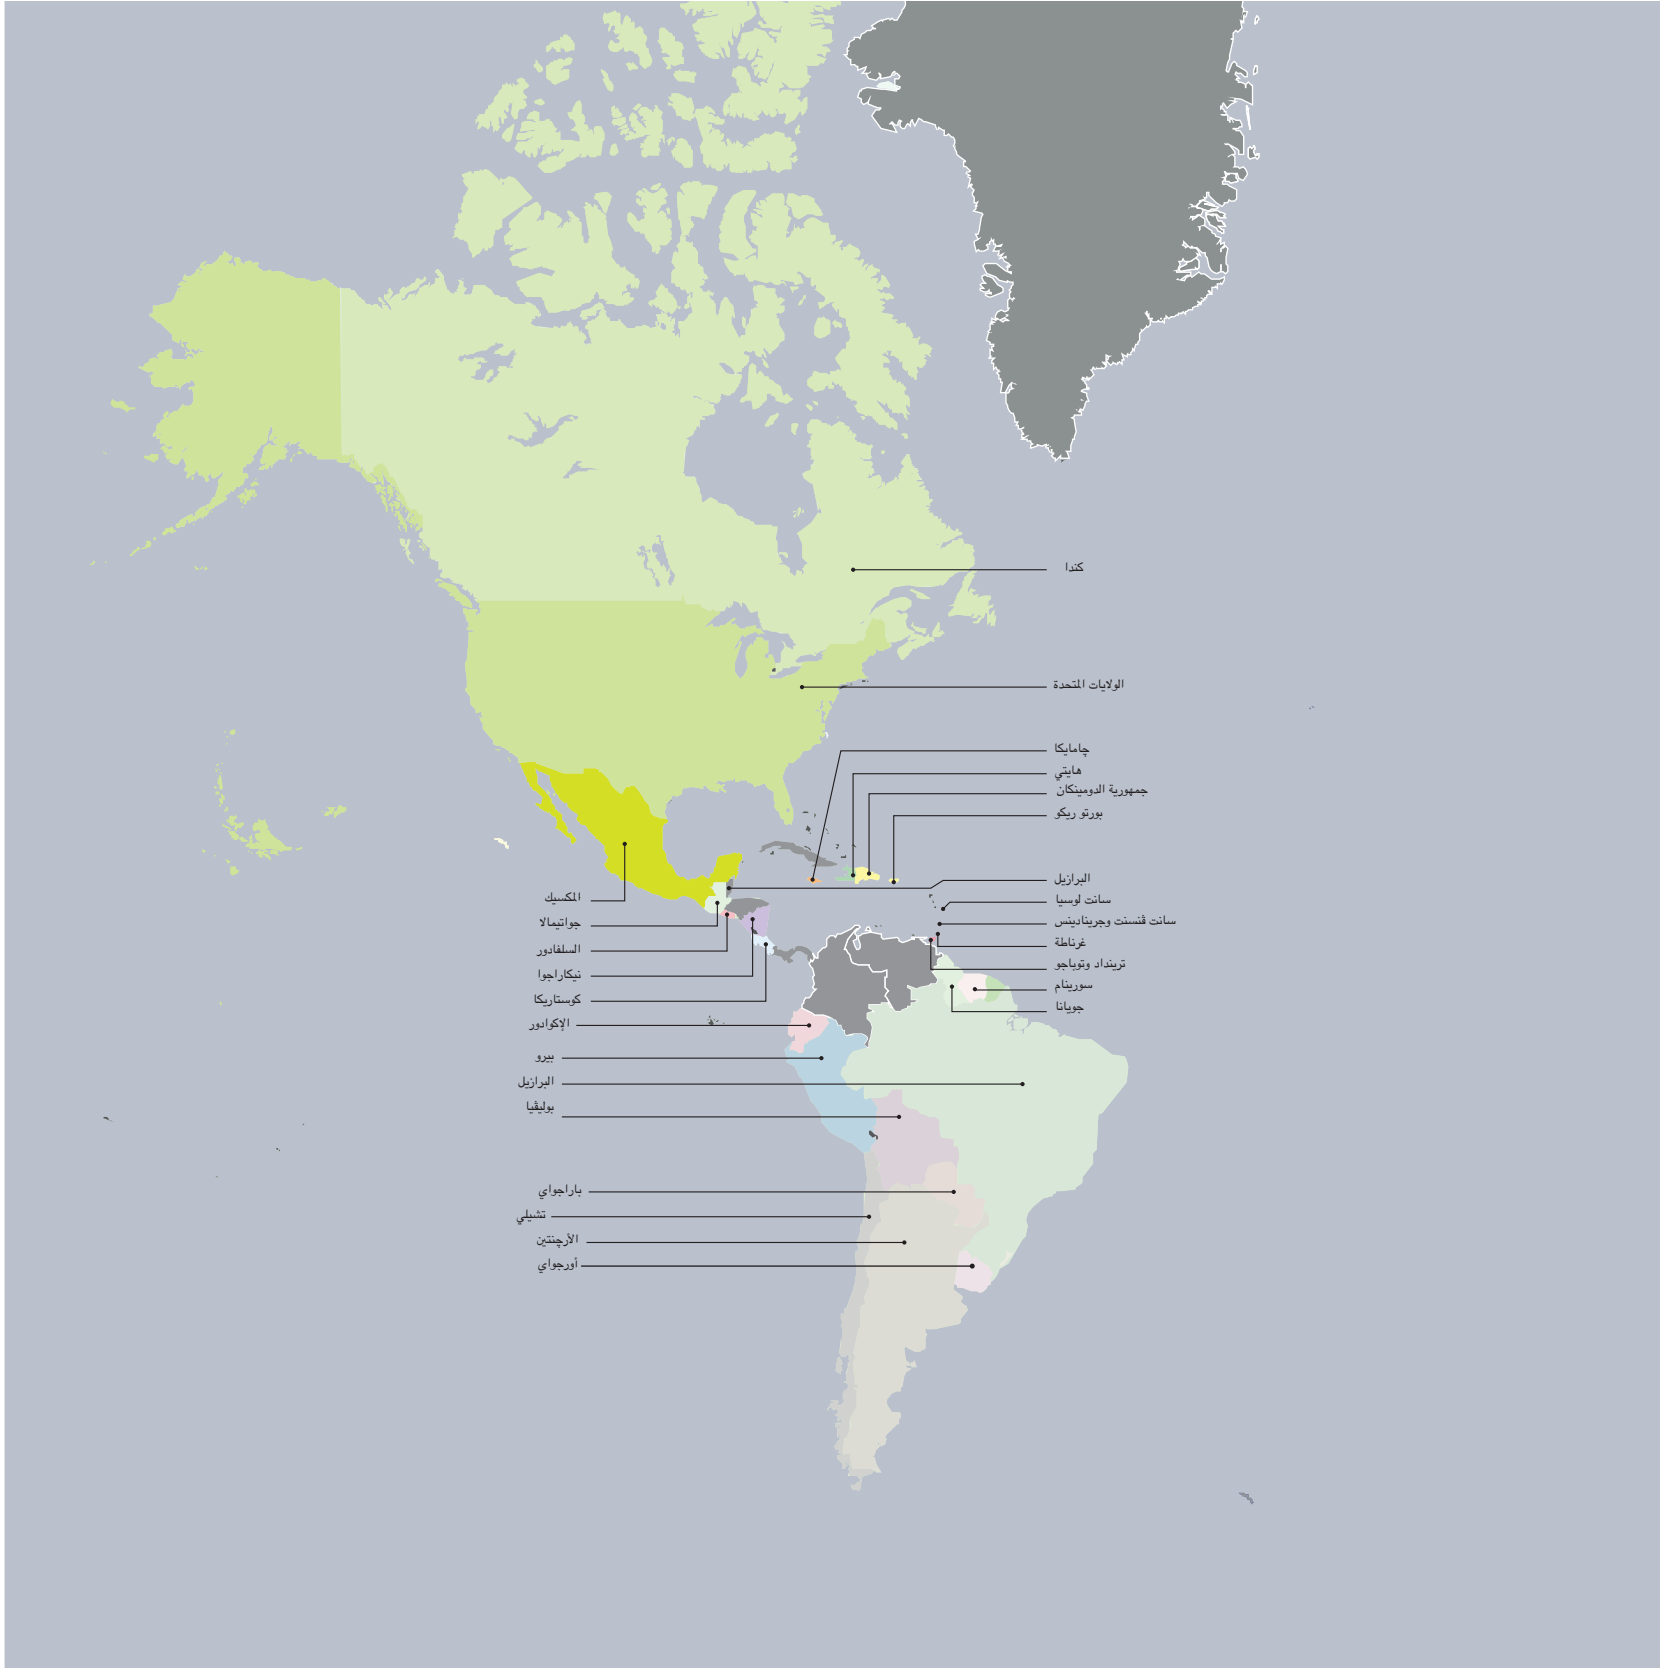 كندا
الولايات المتحدة
چامايكا
هايتي
جمهورية الدومينكان
بورتو ريكو
البرازيل
سانت لوسيا
سانت ڤنسنت وجرينادينس
غرناطة
ترينداد وتوباجو
سورينام
جويانا
المكسيك
جواتيمالا
السلفادور
نيكاراجوا
كوستاريكا
الإكوادور
بيرو
البرازيل
بوليڤيا
باراجواي
تشيلي
الأرچنتين
أورجواي